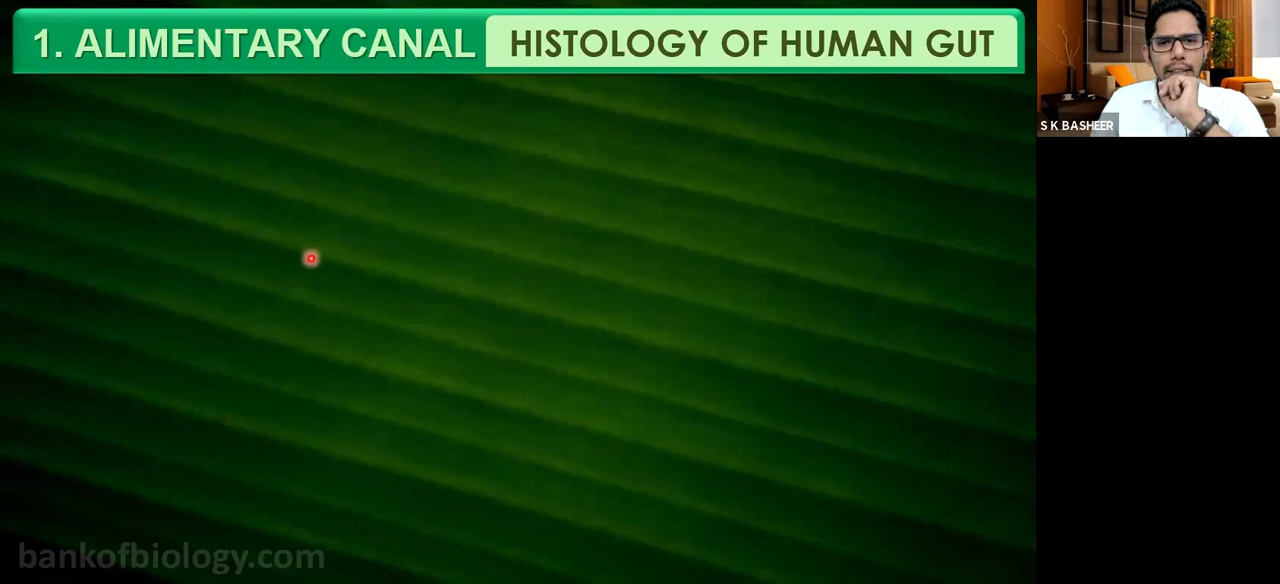 1. ALIMENTARY CANAL HISTOLOGY OF HUMAN GUT
S K BASHEER
bankofbiology.com